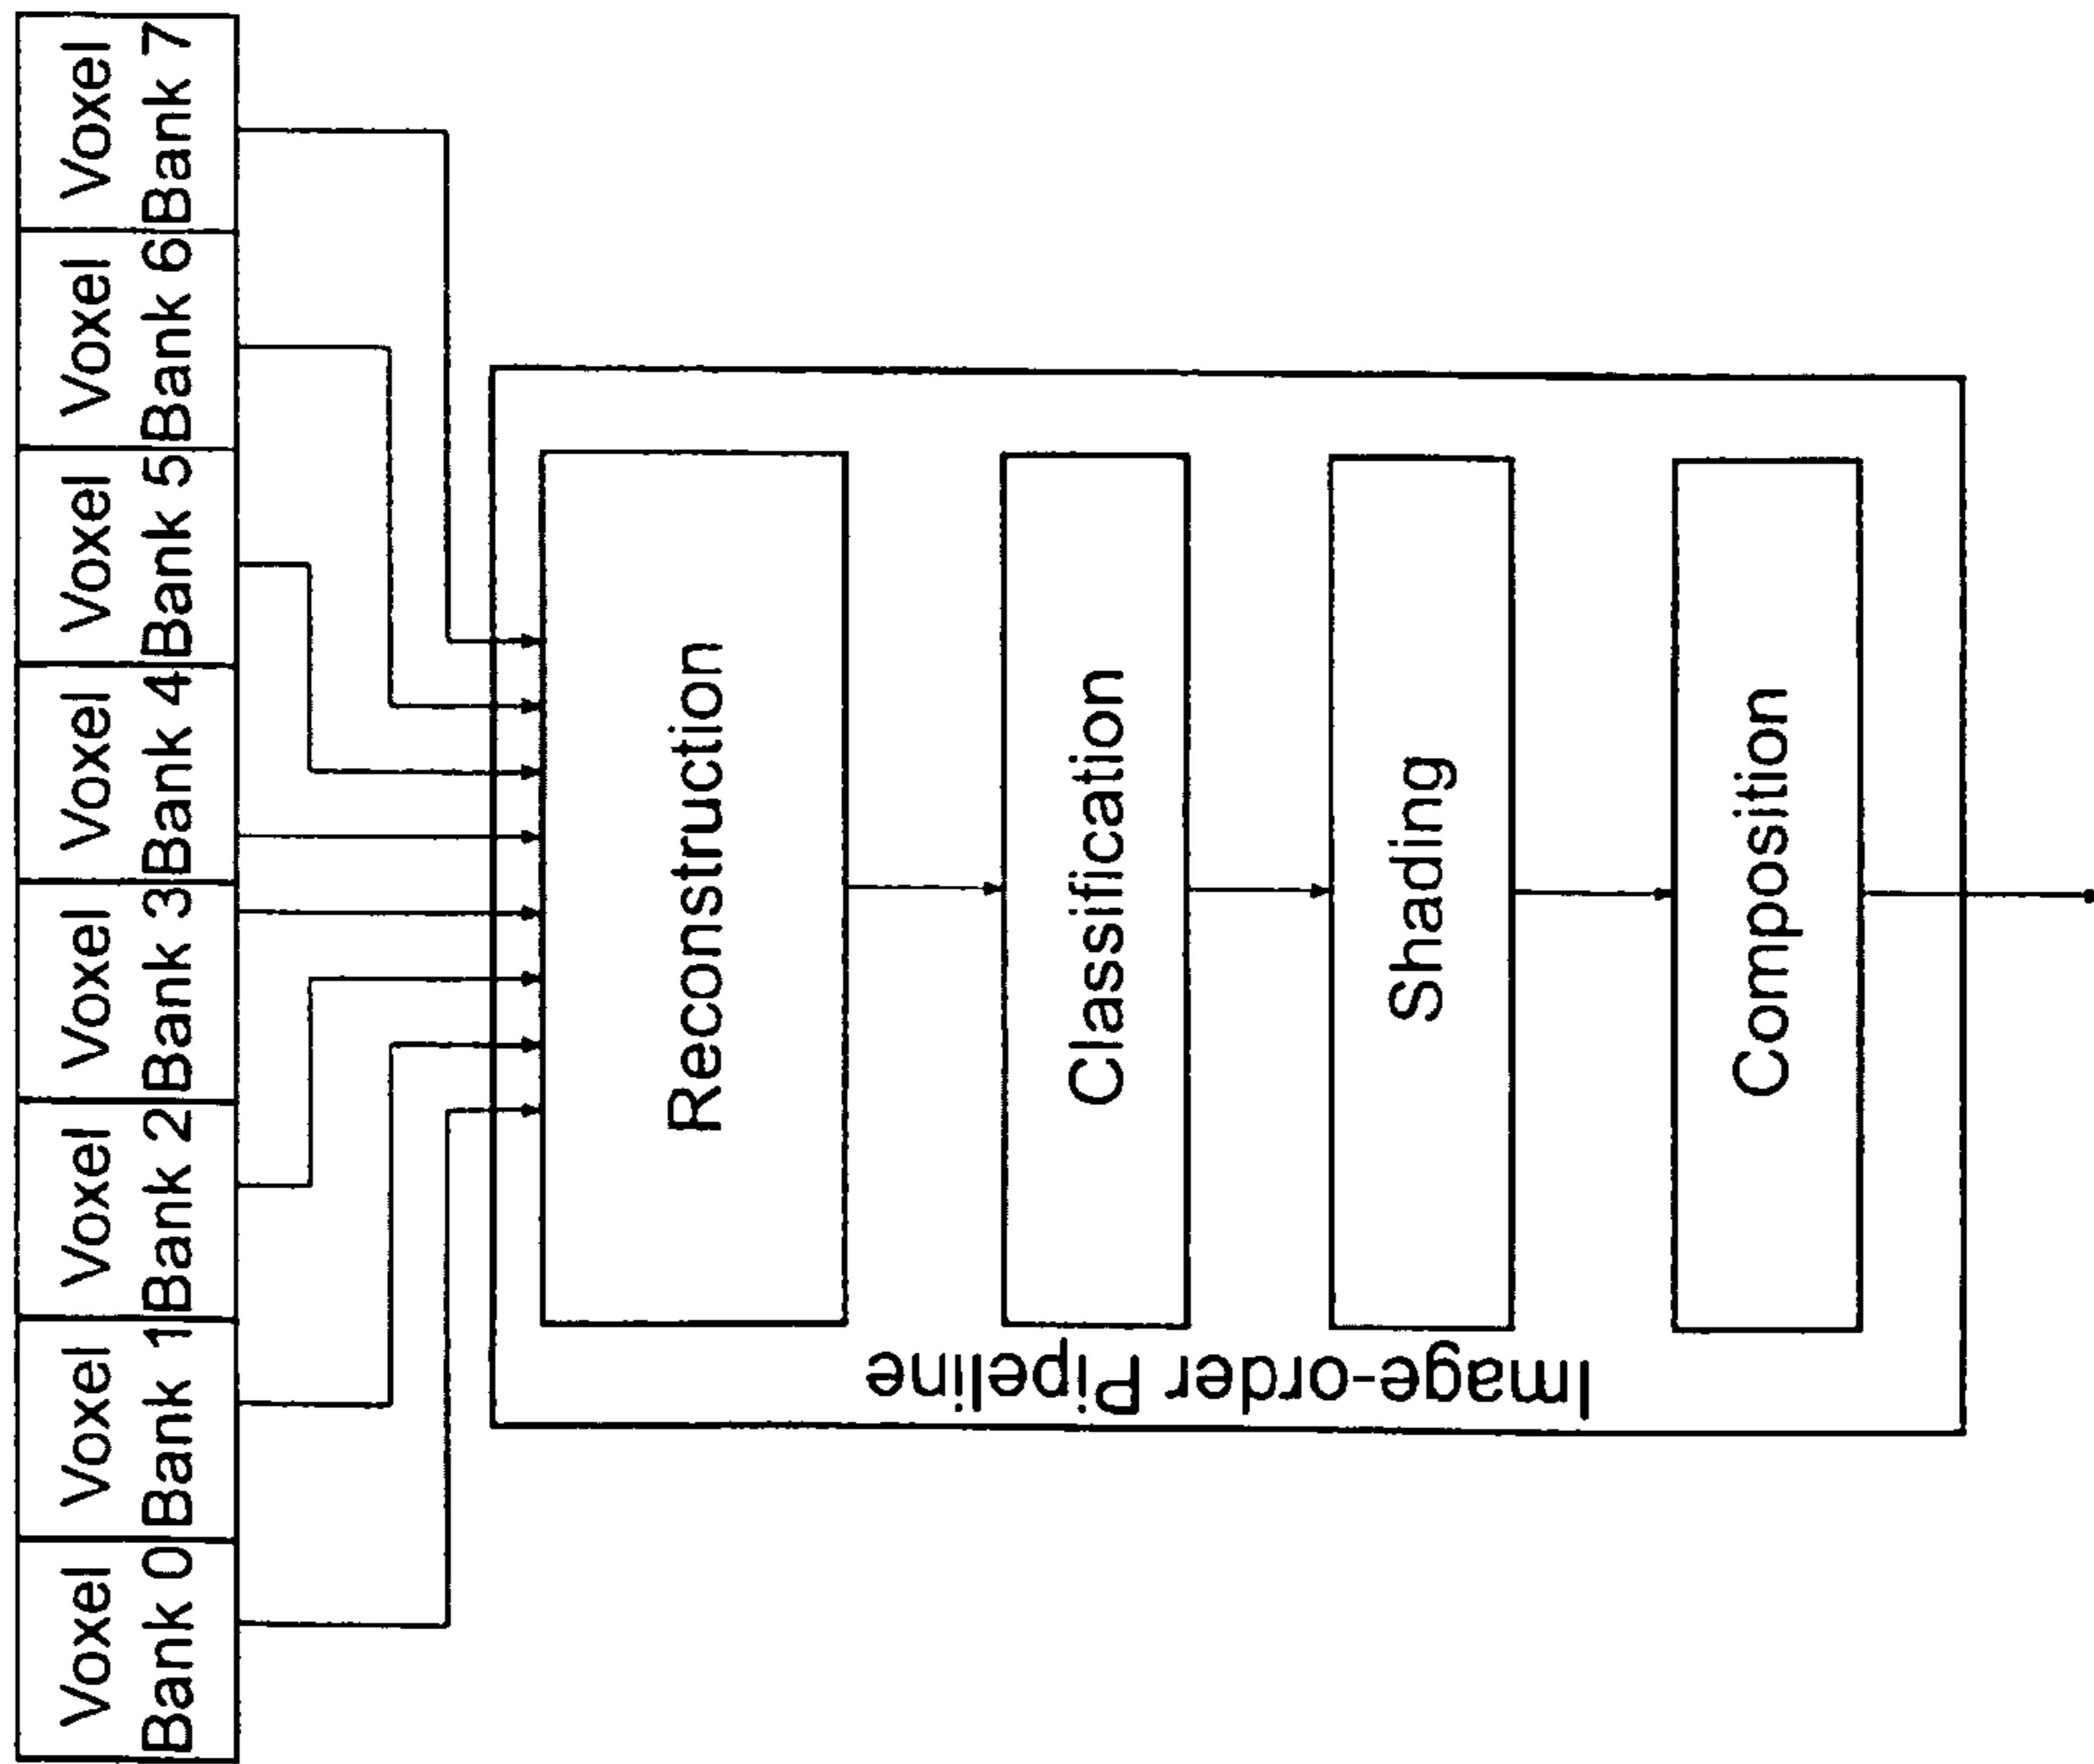 Voxel
Bank 0
Voxel
Bank 1
Voxel
Bank 2
Voxel
Bank 3
Voxel
Bank 4
Voxel
Bank 5
Voxel
Bank 6
Voxel
Bank 7
Image-order Pipeline
Reconstruction
Classification
Shading
Composition